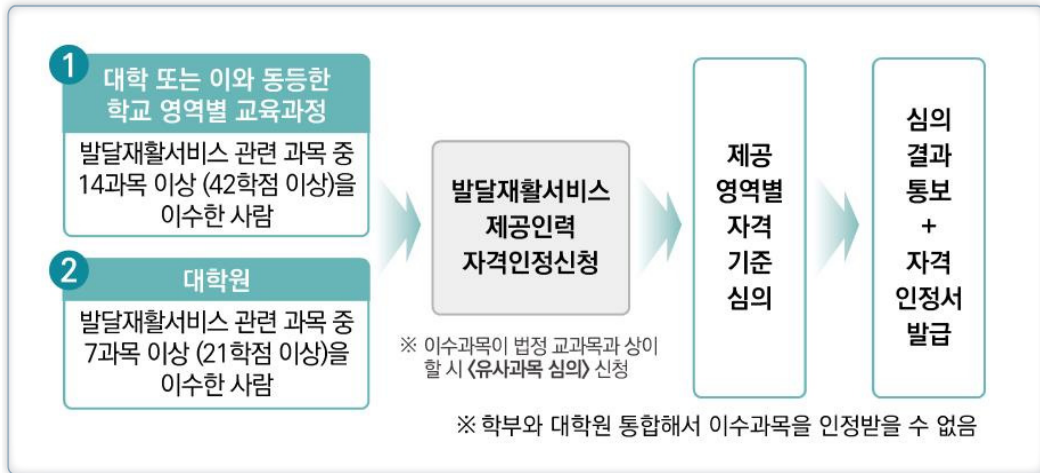 1
대학 또는 이와 동등한
학교 영역별 교육과정
발달재활서비스 관련 과목 중
14과목 이상 (42학점 이상)을
이수한 사람
2
대학원
발달재활서비스 관련 과목 중
7과목 이상 (21학점 이상)을
이수한 사람
발달재활서비스
제공인력
자격인정신청
※ 이수과목이 법정 교과목과 상이
할 시 <유사과목 심의> 신청
제공
영역별
자격
기준
심의
심의
결과
통보
+
자격
인정서
발급
※ 학부와 대학원 통합해서 이수과목을 인정받을 수 없음